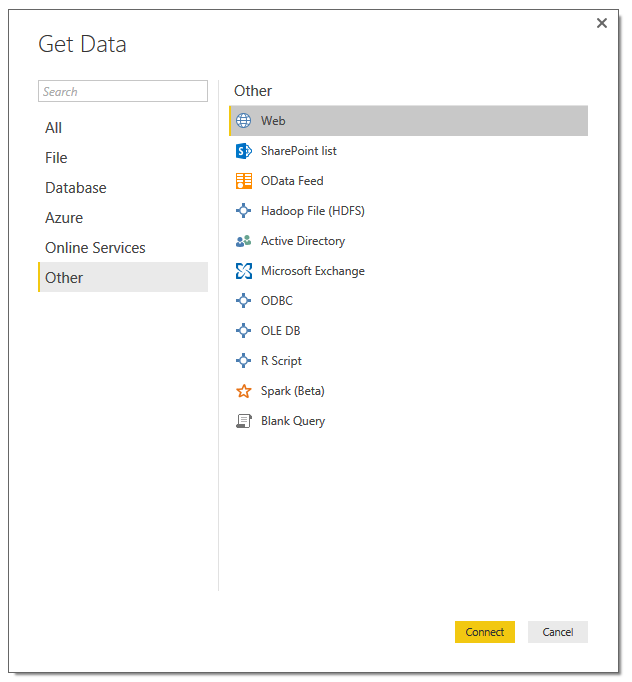 Get Data
Search
All
File
Database
Azure
Online Services
Other
Other
Web
SharePoint list
OData Feed
Hadoop File (HDFS)
Active Directory
Microsoft Exchange
ODBC
OLE DB
R Script
Spark (Beta)
Blank Query
Connect
Cancel